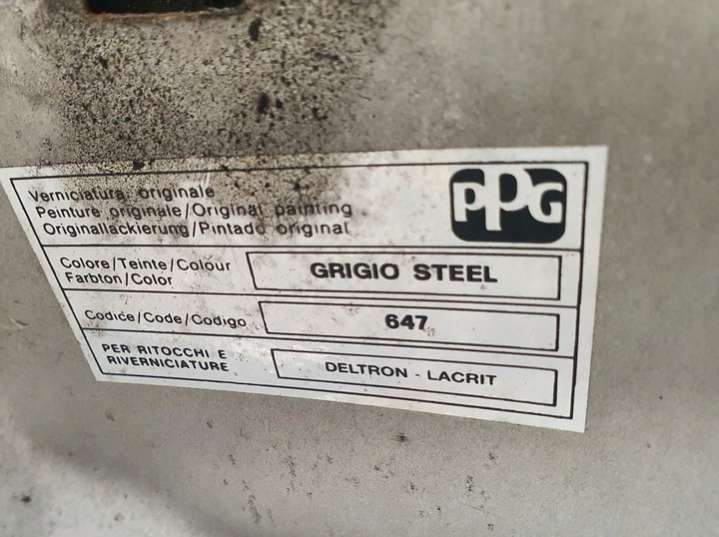 Verniciatura originale
Peinture originale/Original painting
Originallackierung/Pintado original
PPG
Colore/Teinte/Colour
Farbton/Color
GRIGIO STEEL
Codice/Code/Codigo
647
PER RITOCCHI E
RIVERNICIATURE
DELTRON - LACRIT